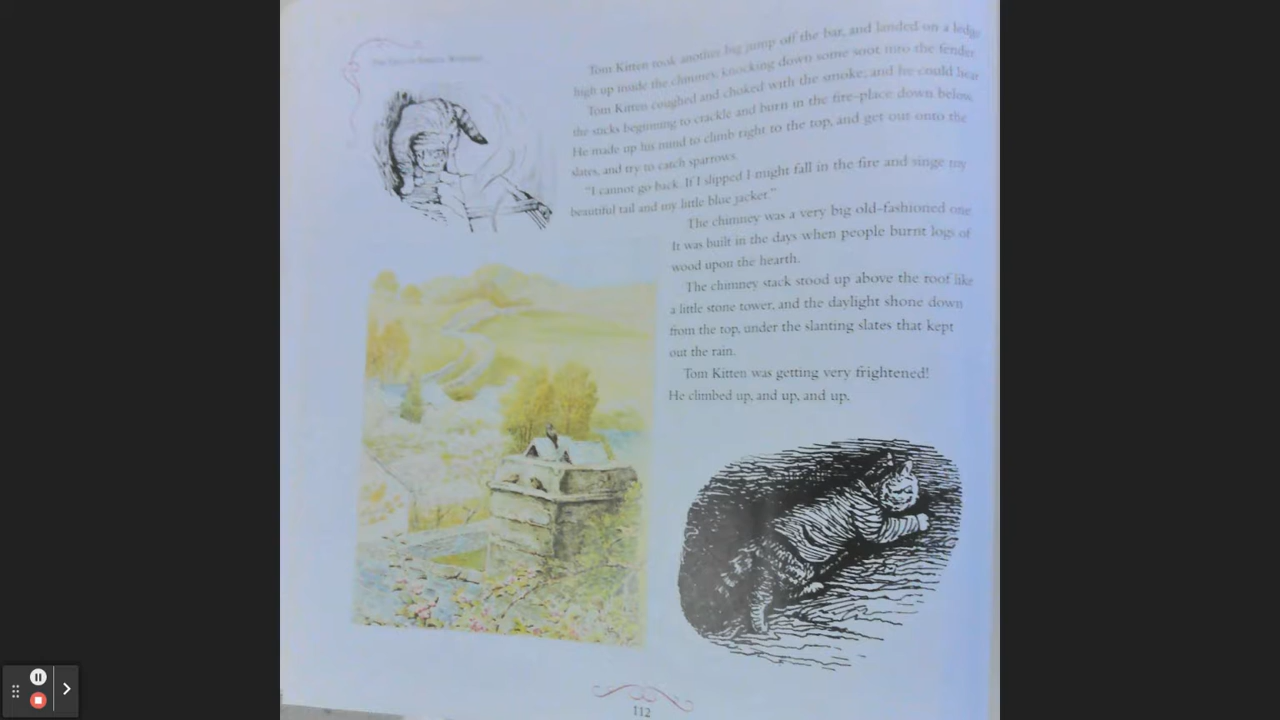 THE TALE OF SAMUEL WHISKERS
Tom Kitten took another big jump off the bar, and landed on a ledge
high up inside the chimney, knocking down some soot into the fender.
Tom Kitten coughed and choked with the smoke; and he could hear
the sticks beginning to crackle and burn in the fire-place down below.
He made up his mind to climb right to the top, and get out onto the
slates, and try to catch sparrows.
"I cannot go back. If I slipped I might fall in the fire and singe my
beautiful tail and my little blue jacket."
The chimney was a very big old-fashioned one
It was built in the days when people burnt logs of
wood upon the hearth.
The chimney stack stood up above the roof like
a little stone tower, and the daylight shone down
from the top, under the slanting slates that kept
out the rain.
Tom Kitten was getting very frightened!
He climbed up, and up, and up.
112